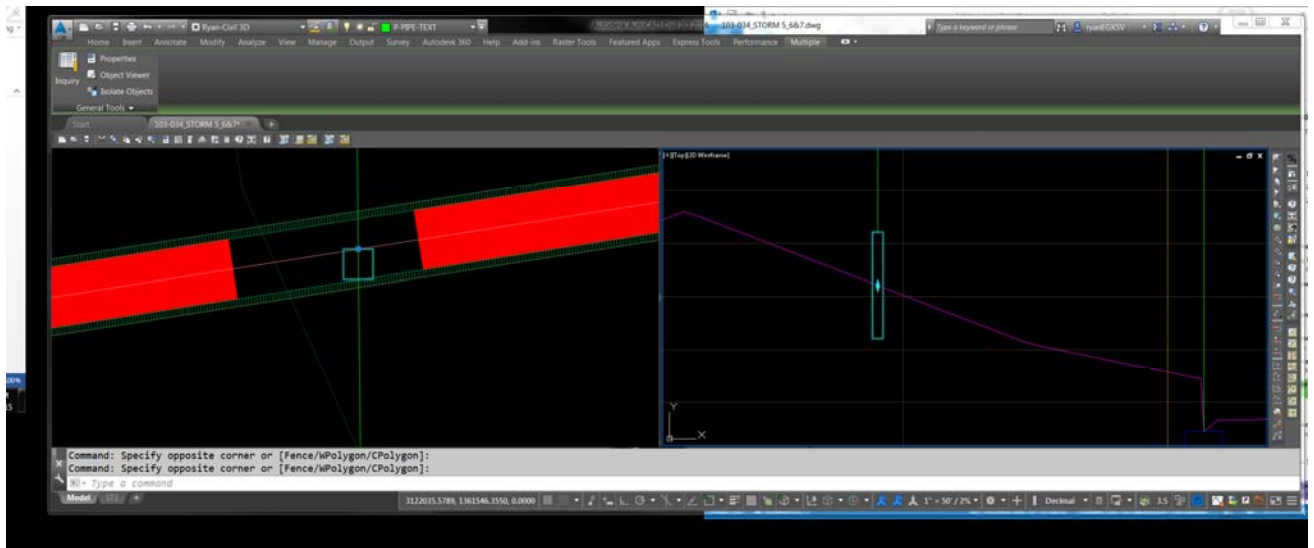 Ryan-Civil 3D
P-PIPE-TEXT
103-034_STORM 5_6&7.dwg
Type a keyword or phrase
ryanEGXSV
Home Insert Annotate Modify Analyze View Manage Output Survey Autodesk 360 Help Add-ins Raster Tools Featured Apps Express Tools Performance Multiple
Properties
Object Viewer
Isolate Objects
Inquiry
General Tools
Start
103-034_STORM 5_6&7*
[+][Top][2D Wireframe]
Y
X
Command: Specify opposite corner or [Fence/WPolygon/CPolygon]:
Command: Specify opposite corner or [Fence/WPolygon/CPolygon]:
Type a command
Model ST3 +
3122035.5789, 1361546.3550, 0.0000
1" = 50' / 2%
Decimal
3.5